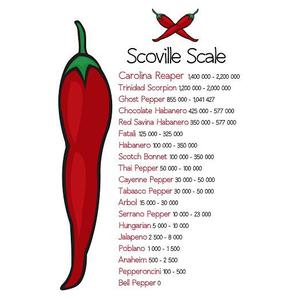 Scoville Scale
Carolina Reaper 1,400 000 - 2,200 000
Trinidad Scorpion 1,200 000 - 2,000 000
Ghost Pepper 855 000 - 1,041 427
Chocolate Habanero 425 000 - 577 000
Red Savina Habanero 350 000 - 577 000
Fatali 125 000 - 325 000
Habanero 100 000 - 350 000
Scotch Bonnet 100 000 - 350 000
Thai Pepper 50 000 - 100 000
Cayenne Pepper 30 000 - 50 000
Tabasco Pepper 30 000 - 50 000
Arbol 15 000 - 30 000
Serrano Pepper 10 000 - 23 000
Hungarian 5 000 - 10 000
Jalapeno 2 500 - 8 000
Poblano 1 000 - 1 500
Anaheim 500 - 2 500
Pepperoncini 100 - 500
Bell Pepper 0